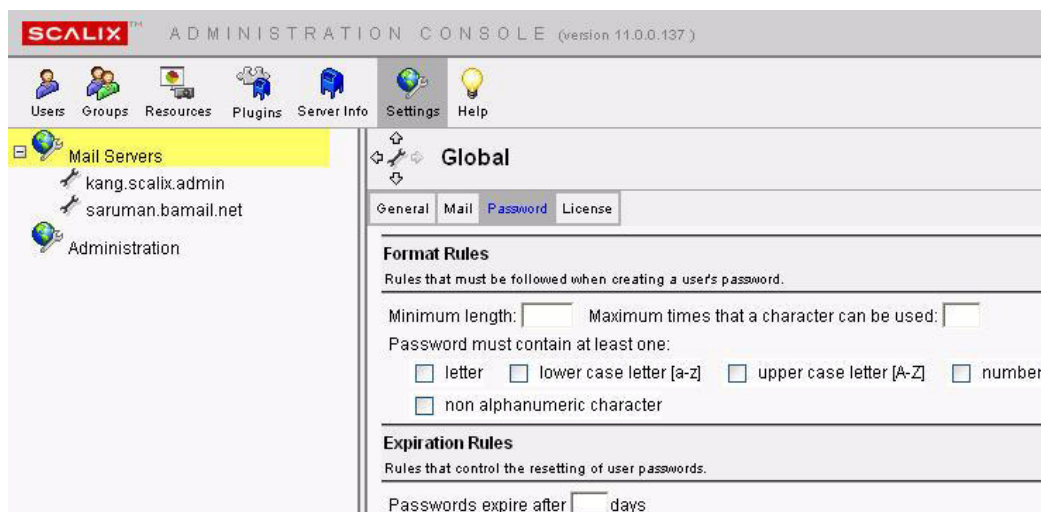 SCALIX™ ADMINISTRATION CONSOLE (version 11.0.0.137 )
Users Groups Resources Plugins Server Info Settings Help
Mail Servers
kang.scalix.admin
saruman.bamail.net
Administration
Global
General Mail Password License
Format Rules
Rules that must be followed when creating a user's password.
Minimum length: Maximum times that a character can be used:
Password must contain at least one:
letter lower case letter [a-z] upper case letter [A-Z] number
non alphanumeric character
Expiration Rules
Rules that control the resetting of user passwords.
Passwords expire after days